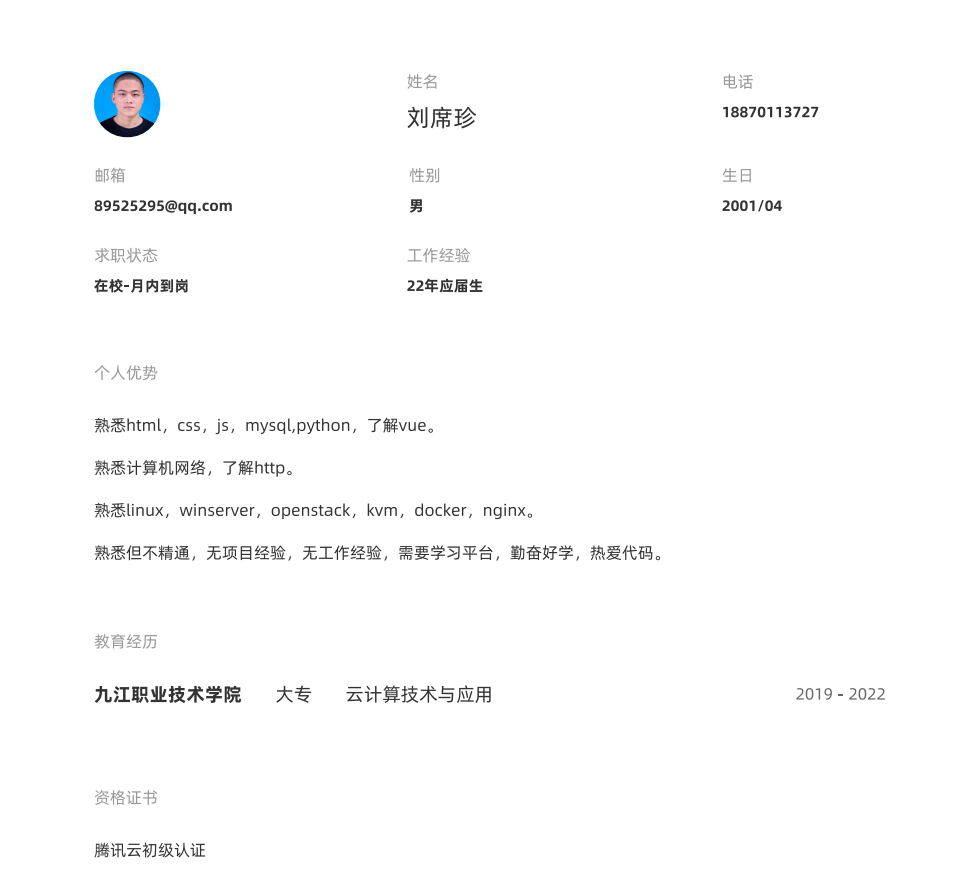 姓名
刘席珍
电话
18870113727
邮箱
89525295@qq.com
性别
男
生日
2001/04
求职状态
在校-月内到岗
工作经验
22年应届生
个人优势
熟悉html，css，js，mysql,python，了解vue。
熟悉计算机网络，了解http。
熟悉linux，winserver，openstack，kvm，docker，nginx。
熟悉但不精通，无项目经验，无工作经验，需要学习平台，勤奋好学，热爱代码。
教育经历
九江职业技术学院 大专 云计算技术与应用 2019 - 2022
资格证书
腾讯云初级认证